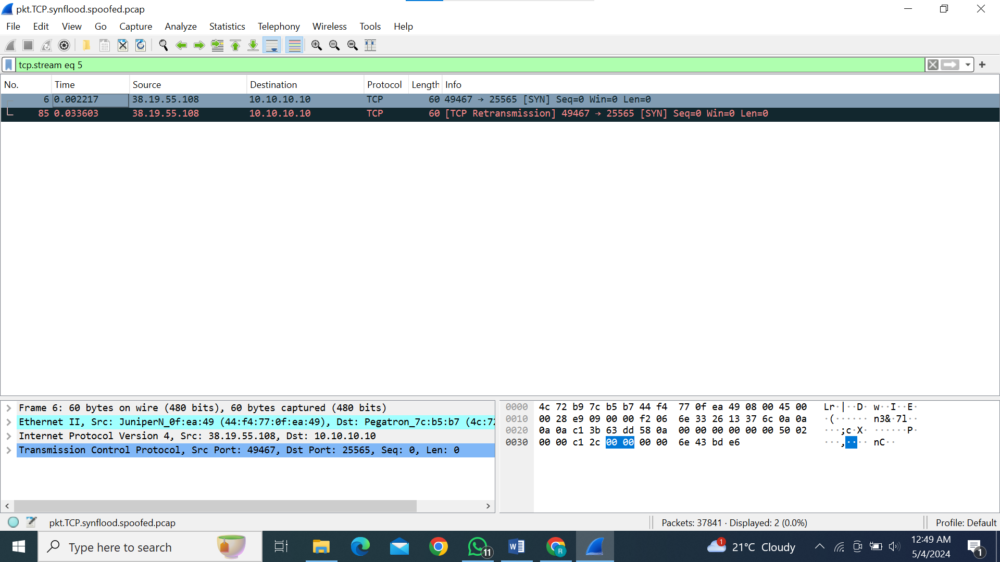 pkt.TCP.synflood.spoofed.pcap
File Edit View Go Capture Analyze Statistics Telephony Wireless Tools Help
tcp.stream eq 5
No. Time Source Destination Protocol Length Info
6 0.002217 38.19.55.108 10.10.10.10 TCP 60 49467 → 25565 [SYN] Seq=0 Win=0 Len=0
85 0.033603 38.19.55.108 10.10.10.10 TCP 60 [TCP Retransmission] 49467 → 25565 [SYN] Seq=0 Win=0 Len=0
Frame 6: 60 bytes on wire (480 bits), 60 bytes captured (480 bits)
Ethernet II, Src: JuniperN_0f:ea:49 (44:f4:77:0f:ea:49), Dst: Pegatron_7c:b5:b7 (4c:72
Internet Protocol Version 4, Src: 38.19.55.108, Dst: 10.10.10.10
Transmission Control Protocol, Src Port: 49467, Dst Port: 25565, Seq: 0, Len: 0
0000 4c 72 b9 7c b5 b7 44 f4 77 0f ea 49 08 00 45 00 Lr·|··D· w··I··E·
0010 00 28 e9 09 00 00 f2 06 6e 33 26 13 37 6c 0a 0a ·(······ n3&·7l··
0020 0a 0a c1 3b 63 dd 58 0a 00 00 00 00 00 00 50 02 ···;c·X· ······P·
0030 00 00 c1 2c 00 00 00 00 6e 43 bd e6 ···,···· nC··
pkt.TCP.synflood.spoofed.pcap Packets: 37841 · Displayed: 2 (0.0%) Profile: Default
Type here to search
11
R
1
21°C Cloudy
12:49 AM
5/4/2024
1